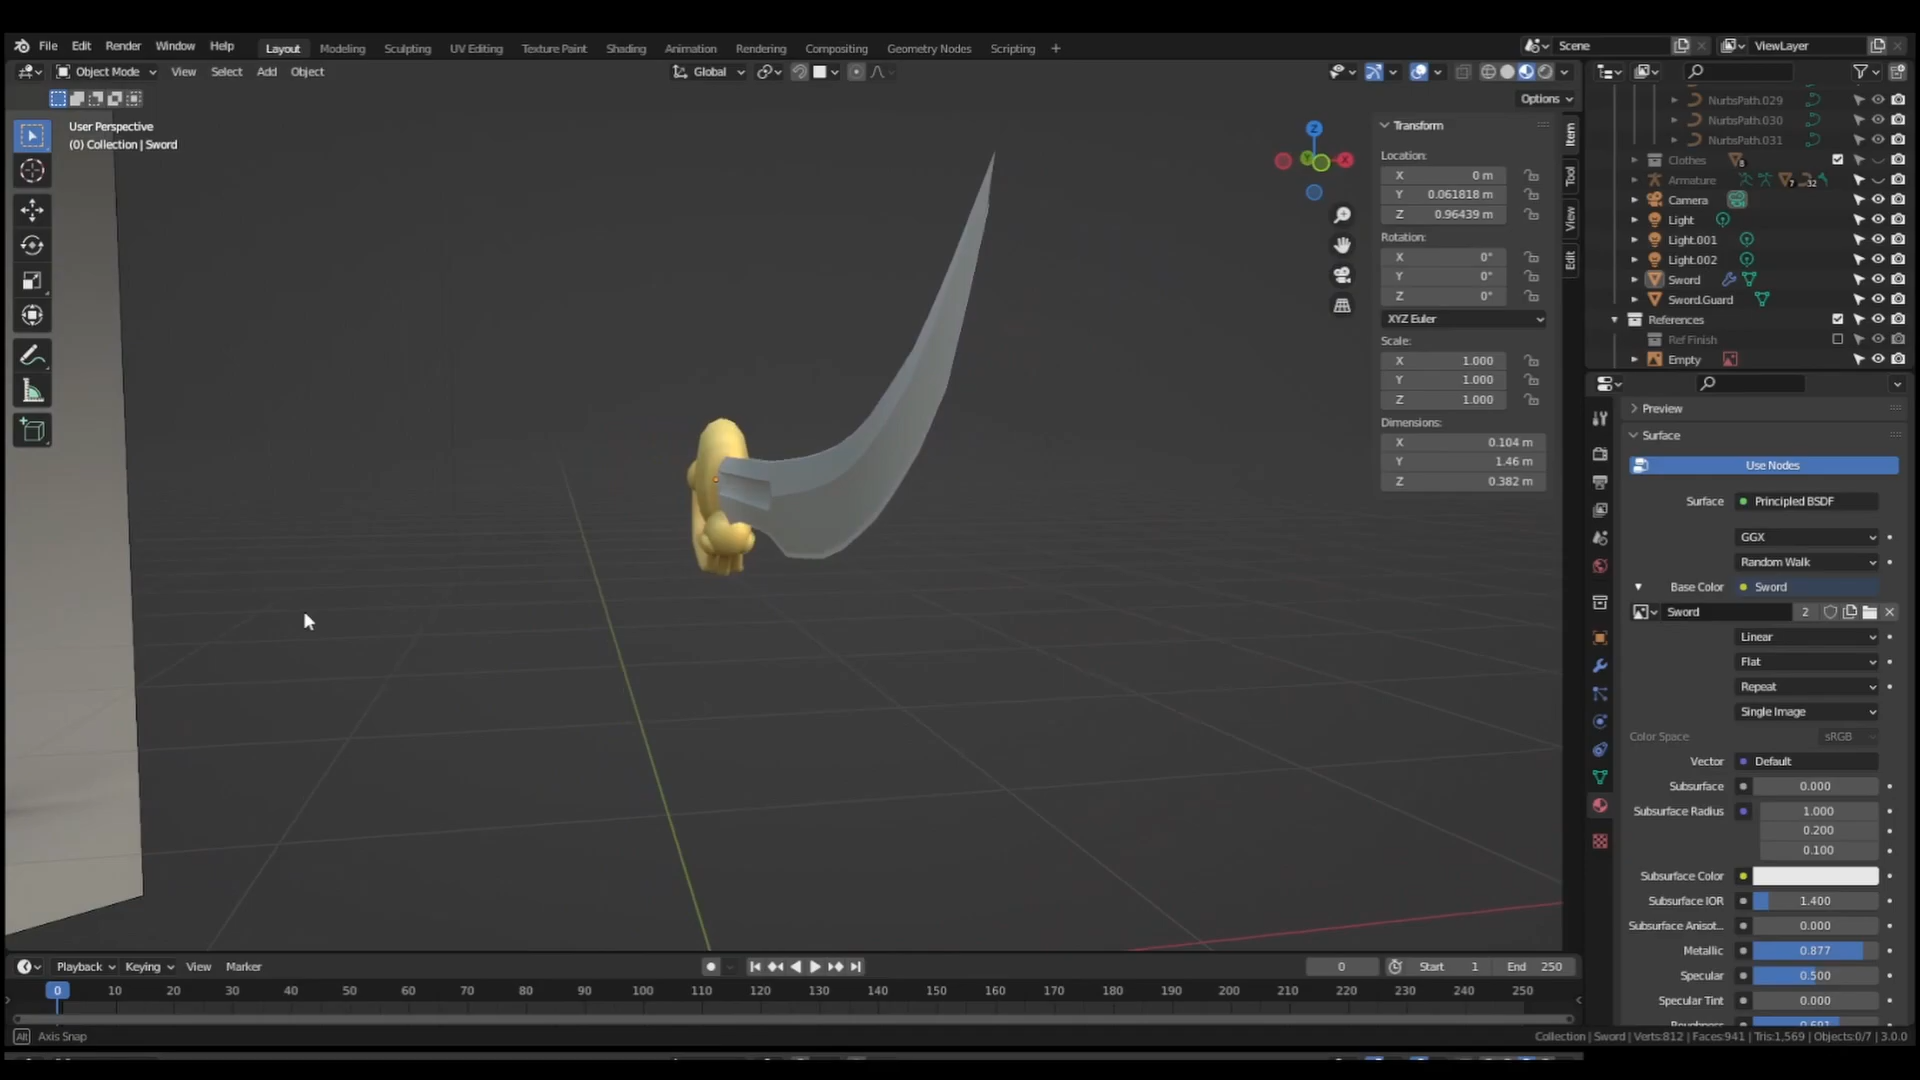 File Edit Render Window Help Layout Modeling Sculpting UV Editing Texture Paint Shading Animation Rendering Compositing Geometry Nodes Scripting + Scene ViewLayer
Object Mode View Select Add Object Global
Options
User Perspective
(0) Collection | Sword
Z
Y
X
Transform
Location:
X 0 m
Y 0.061818 m
Z 0.96439 m
Rotation:
X 0°
Y 0°
Z 0°
XYZ Euler
Scale:
X 1.000
Y 1.000
Z 1.000
Dimensions:
X 0.104 m
Y 1.46 m
Z 0.382 m
Item
Tool
View
Edit
NurbsPath.029
NurbsPath.030
NurbsPath.031
Clothes 8
Armature 7 32
Camera
Light
Light.001
Light.002
Sword
Sword.Guard
References
Ref Finish
Empty
Preview
Surface
Use Nodes
Surface Principled BSDF
GGX
Random Walk
Base Color Sword
Sword 2
Linear
Flat
Repeat
Single Image
Color Space sRGB
Vector Default
Subsurface 0.000
Subsurface Radius 1.000
0.200
0.100
Subsurface Color
Subsurface IOR 1.400
Subsurface Anisot... 0.000
Metallic 0.877
Specular 0.500
Specular Tint 0.000
Roughness 0.691
Playback Keying View Marker 0 Start 1 End 250
0 10 20 30 40 50 60 70 80 90 100 110 120 130 140 150 160 170 180 190 200 210 220 230 240 250
Alt Axis Snap
Collection | Sword | Verts:812 | Faces:941 | Tris:1,569 | Objects:0/7 | 3.0.0